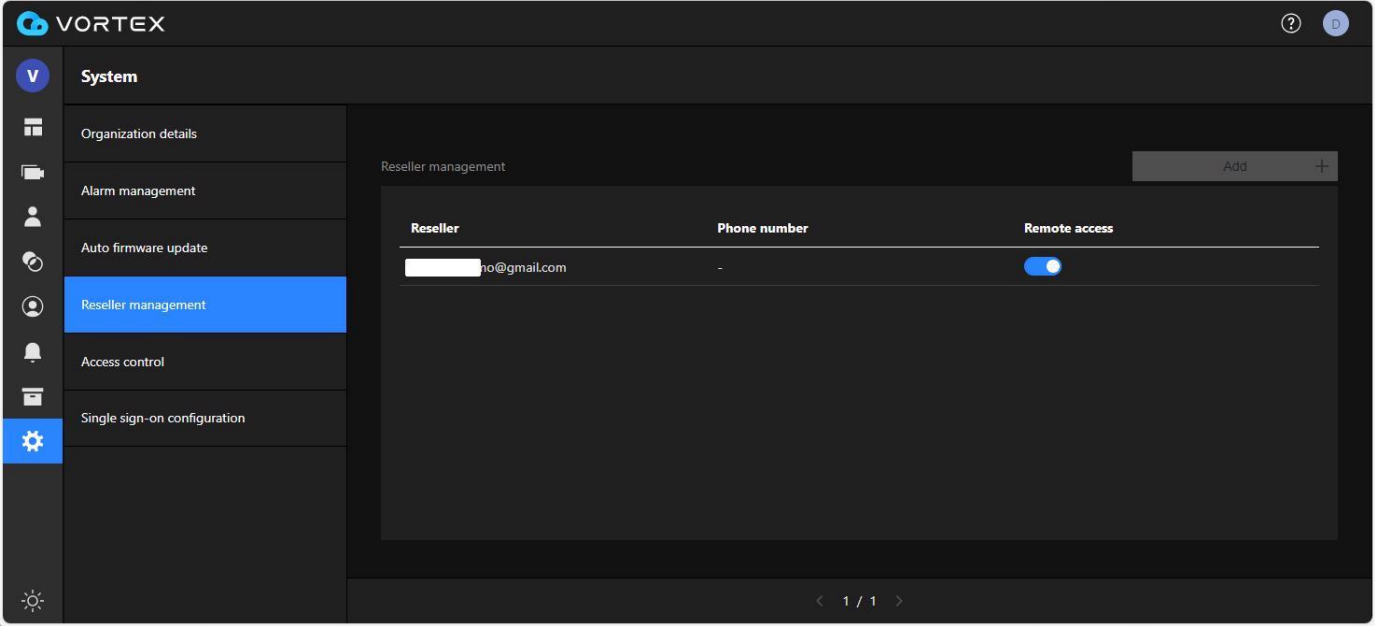 VORTEX
?
D
V
System
Organization details
Alarm management
Auto firmware update
Reseller management
Access control
Single sign-on configuration
Reseller management
Add +
Reseller Phone number Remote access
no@gmail.com - 
< 1 / 1 >